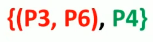 {(P3, P6), P4}